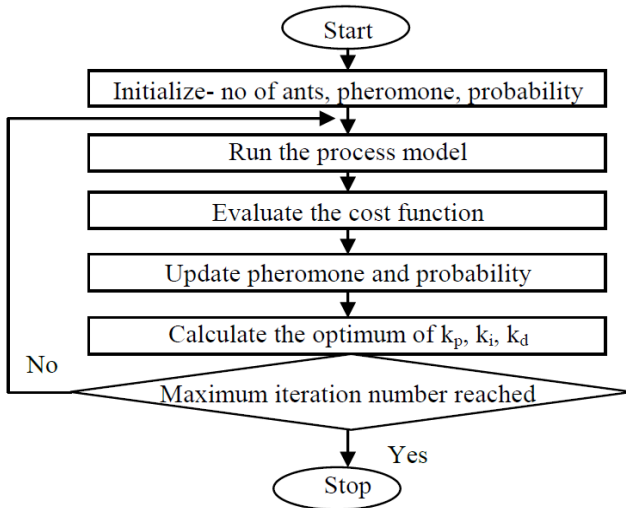 Start
Initialize- no of ants, pheromone, probability
Run the process model
Evaluate the cost function
Update pheromone and probability
Calculate the optimum of kp, ki, kd
No
Maximum iteration number reached
Yes
Stop